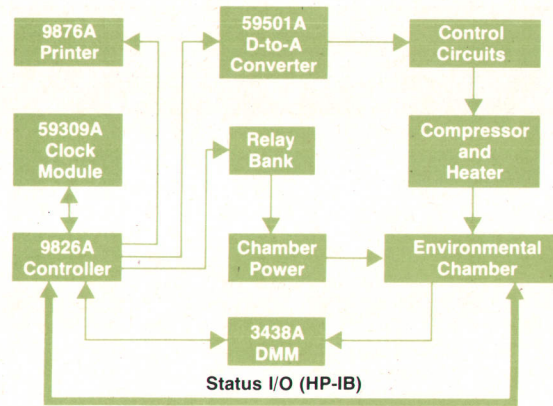 9876A
Printer
59501A
D-to-A
Converter
Control
Circuits
59309A
Clock
Module
Relay
Bank
Compressor
and
Heater
9826A
Controller
Chamber
Power
Environmental
Chamber
3438A
DMM
Status I/O (HP-IB)